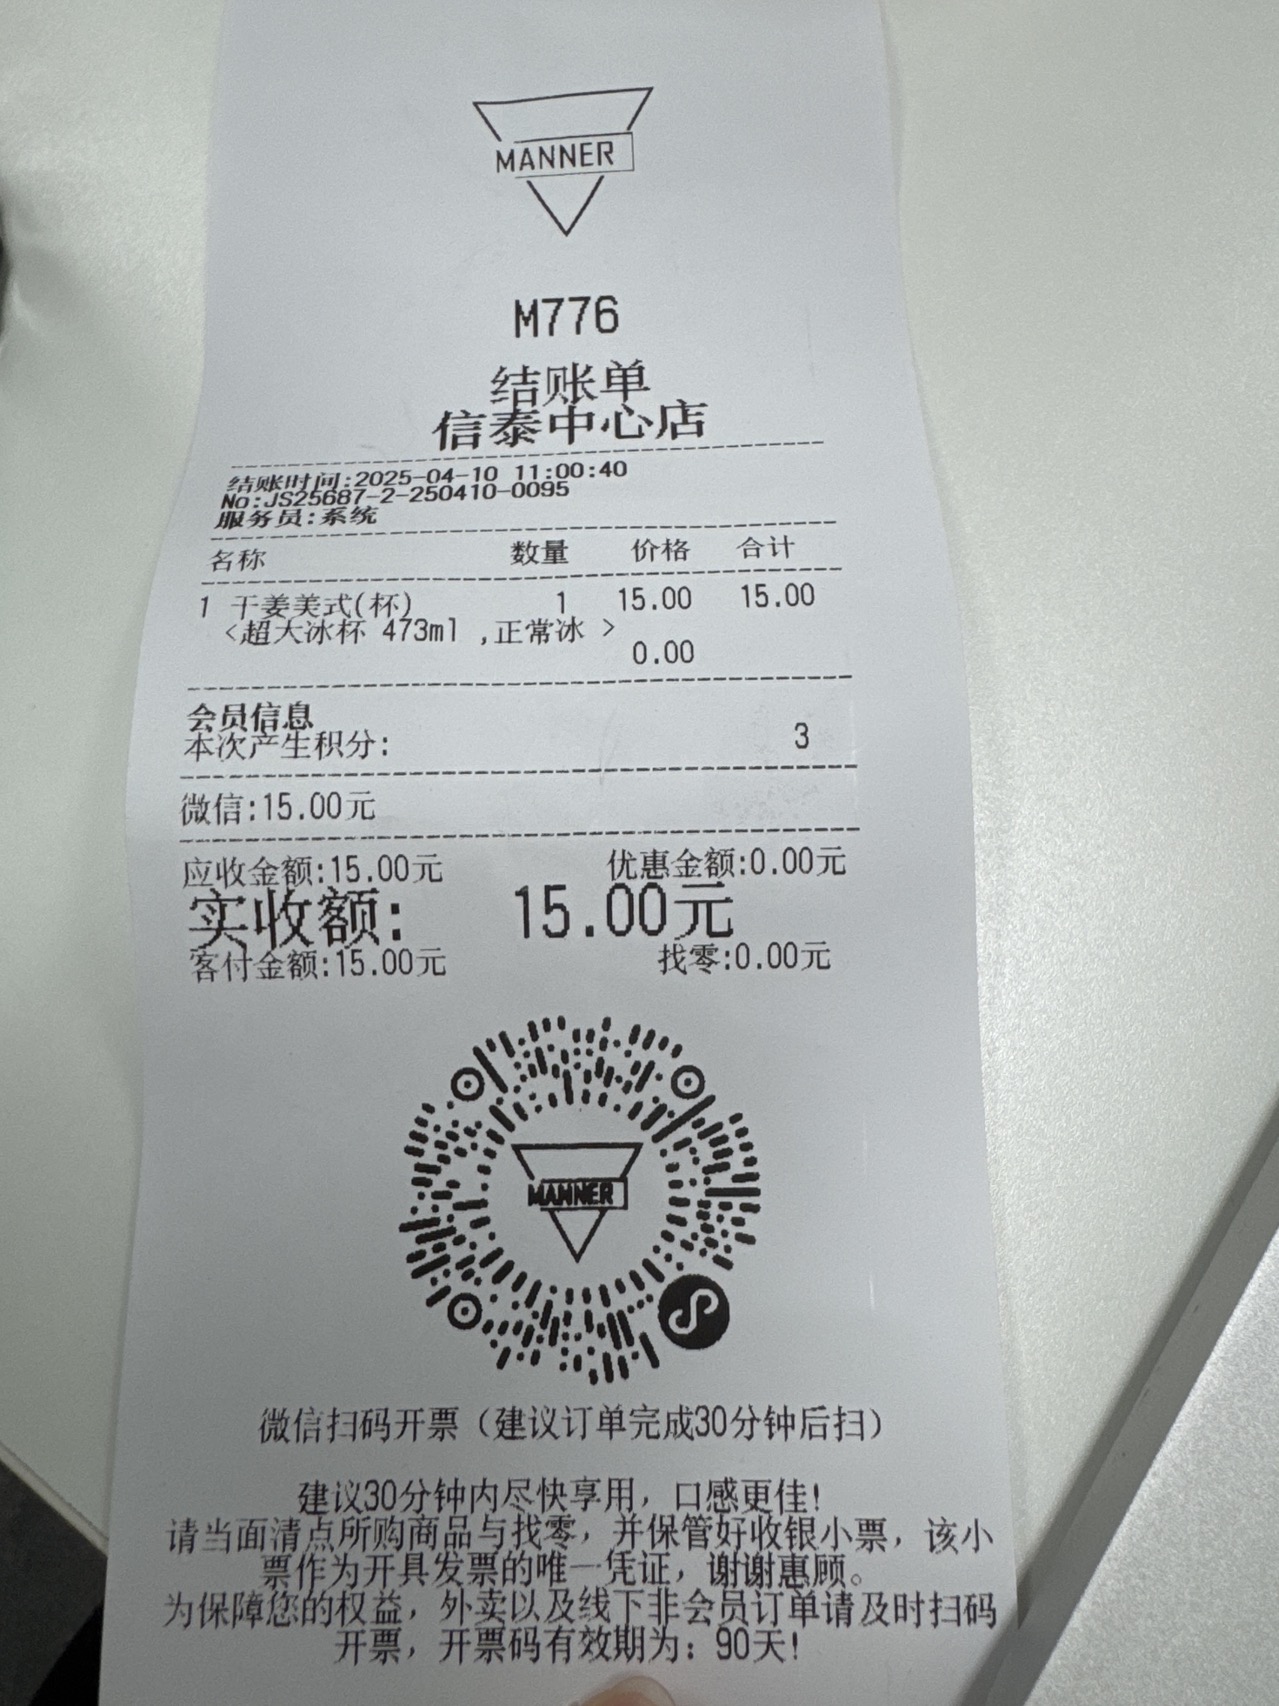 MANNER
M776
结账单
信泰中心店
结账时间:2025-04-10 11:00:40
No:JS25687-2-250410-0095
服务员:系统
名称 数量 价格 合计
1 干姜美式(杯) 1 15.00 15.00
<超大冰杯 473ml ,正常冰 >
0.00
会员信息
本次产生积分: 3
微信:15.00元
应收金额:15.00元 优惠金额:0.00元
实收额: 15.00元
客付金额:15.00元 找零:0.00元
MANNER
微信扫码开票（建议订单完成30分钟后扫）
建议30分钟内尽快享用，口感更佳!
请当面清点所购商品与找零，并保管好收银小票，该小
票作为开具发票的唯一凭证，谢谢惠顾。
为保障您的权益，外卖以及线下非会员订单请及时扫码
开票，开票码有效期为：90天!